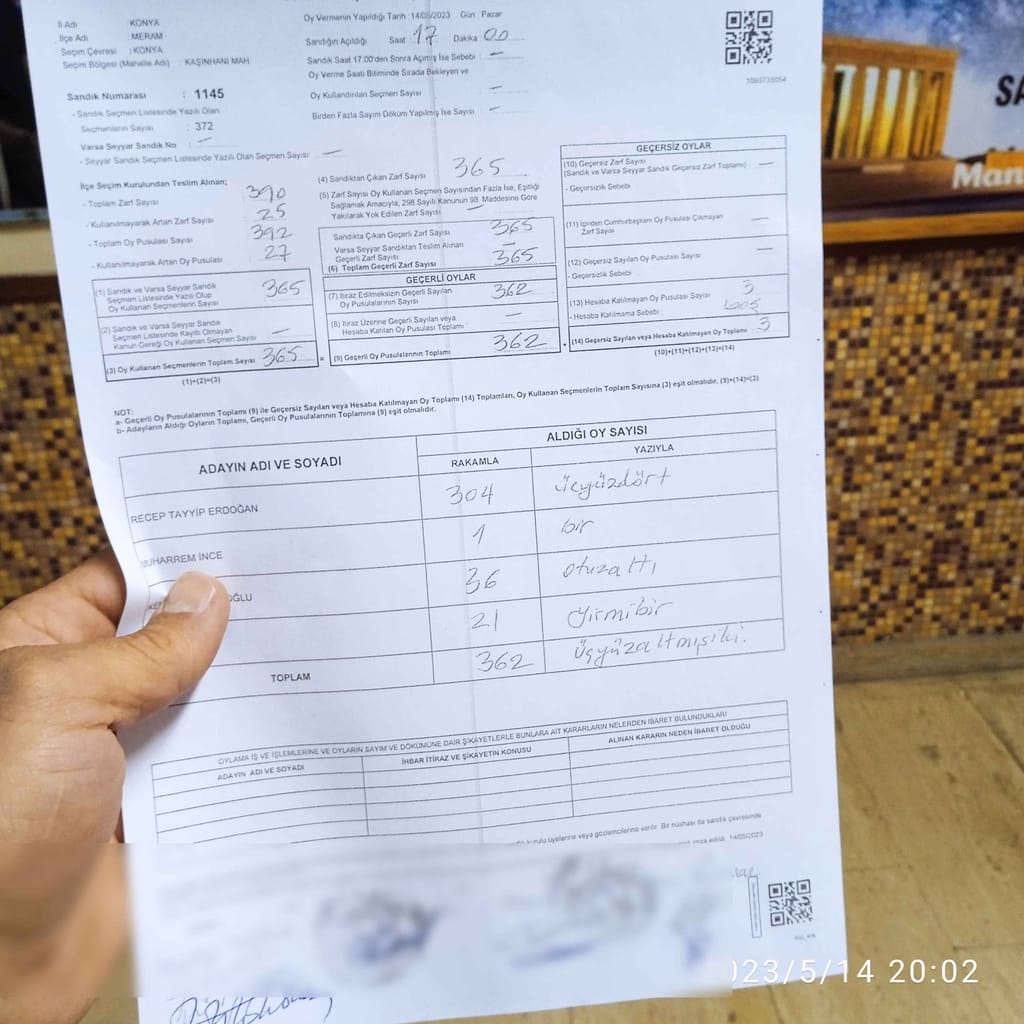 İl Adı : KONYA
İlçe Adı : MERAM
Seçim Çevresi : KONYA
Seçim Bölgesi (Mahalle Adı) : KAŞINHANI MAH.
Sandık Numarası : 1145
- Sandık Seçmen Listesinde Yazılı Olan
Seçmenlerin Sayısı : 372
Varsa Seyyar Sandık No : —
- Seyyar Sandık Seçmen Listesinde Yazılı Olan Seçmen Sayısı : —
Oy Vermenin Yapıldığı Tarih :14/05/2023 Gün : Pazar
Sandığın Açıldığı Saat : 17 Dakika : 00
Sandık Saat 17.00'den Sonra Açılmış İse Sebebi : —
Oy Verme Saati Bitiminde Sırada Bekleyen ve
Oy Kullandırılan Seçmen Sayısı : —
Birden Fazla Sayım Döküm Yapılmış İse Sayısı : —
1093735054
SA
Man
İlçe Seçim Kurulundan Teslim Alınan;
- Toplam Zarf Sayısı 390
- Kullanılmayarak Artan Zarf Sayısı 25
- Toplam Oy Pusulası Sayısı 392
- Kullanılmayarak Artan Oy Pusulası 27
(1) Sandık ve Varsa Seyyar Sandık
Seçmen Listesinde Yazılı Olup
Oy Kullanan Seçmenlerin Sayısı 365
(2) Sandık ve Varsa Seyyar Sandık
Seçmen Listesinde Kayıtlı Olmayan
Kanun Gereği Oy Kullanan Seçmen Sayısı —
(3) Oy Kullanan Seçmenlerin Toplam Sayısı 365 =
(1)+(2)=(3)
(4) Sandıktan Çıkan Zarf Sayısı 365
(5) Zarf Sayısı Oy Kullanan Seçmen Sayısından Fazla İse, Eşitliği
Sağlamak Amacıyla, 298 Sayılı Kanunun 98. Maddesine Göre
Yakılarak Yok Edilen Zarf Sayısı —
Sandıkta Çıkan Geçerli Zarf Sayısı 365
Varsa Seyyar Sandıktan Teslim Alınan
Geçerli Zarf Sayısı —
(6) Toplam Geçerli Zarf Sayısı 365
GEÇERLİ OYLAR
(7) İtiraz Edilmeksizin Geçerli Sayılan
Oy Pusulalarının Sayısı 362
(8) İtiraz Üzerine Geçerli Sayılan veya
Hesaba Katılan Oy Pusulası Toplamı —
(9) Geçerli Oy Pusulalarının Toplamı 362 +
GEÇERSİZ OYLAR
(10) Geçersiz Zarf Sayısı —
(Sandık ve Varsa Seyyar Sandık Geçersiz Zarf Toplamı)
- Geçersizlik Sebebi
(11) İçinden Cumhurbaşkanı Oy Pusulası Çıkmayan
Zarf Sayısı —
(12) Geçersiz Sayılan Oy Pusulası Sayısı —
- Geçersizlik Sebebi
(13) Hesaba Katılmayan Oy Pusulası Sayısı 3
- Hesaba Katılmama Sebebi
(14) Geçersiz Sayılan veya Hesaba Katılmayan Oy Toplamı 3
(10)+(11)+(12)+(13)=(14)
NOT:
a- Geçerli Oy Pusulalarının Toplamı (9) ile Geçersiz Sayılan veya Hesaba Katılmayan Oy Toplamı (14) Toplamları, Oy Kullanan Seçmenlerin Toplam Sayısına (3) eşit olmalıdır. (9)+(14)=(3)
b- Adayların Aldığı Oyların Toplamı, Geçerli Oy Pusulalarının Toplamına (9) eşit olmalıdır.
ADAYIN ADI VE SOYADI
ALDIĞI OY SAYISI
RAKAMLA YAZIYLA
RECEP TAYYİP ERDOĞAN 304 üçyüzdört
MUHARREM İNCE 1 bir
OĞLU 36 otuzaltı
21 yirmibir
TOPLAM 362 Üçyüzaltmışiki.
OYLAMA İŞ VE İŞLEMLERİNE VE OYLARIN SAYIM VE DÖKÜMÜNE DAİR ŞİKAYETLERLE BUNLARA AİT KARARLARIN NELERDEN İBARET BULUNDUKLARI
ADAYIN ADI VE SOYADI İHBAR İTİRAZ VE ŞİKAYETİN KONUSU ALINAN KARARIN NEDEN İBARET OLDUĞU
kurulu üyelerine veya gözlemcilerine verilir. Bir nüshası da sandık çevresinde
imza edildi. 14/05/2023
023/5/14 20:02